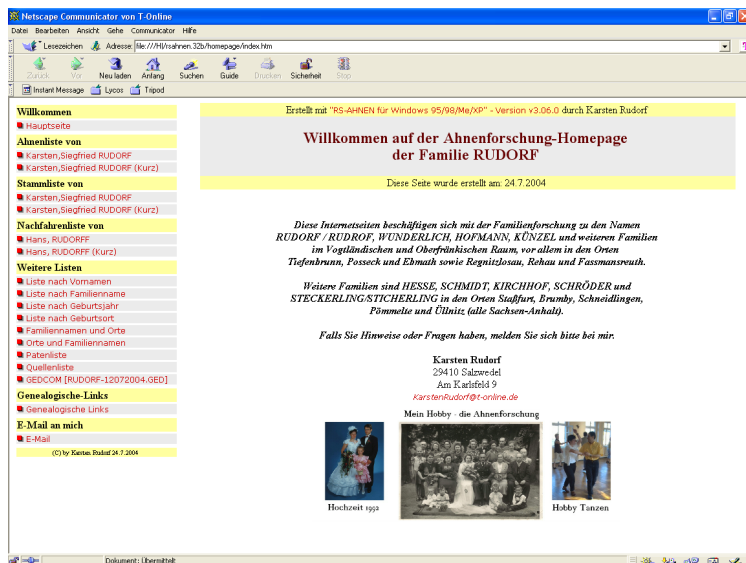 Netscape Communicator von T-Online
Datei Bearbeiten Ansicht Gehe Communicator Hilfe
Lesezeichen Adresse: file:///H|/rsahnen.32b/homepage/index.htm
Zurück Vor Neu laden Anfang Suchen Guide Drucken Sicherheit Stop
Instant Message Lycos Tripod
Willkommen
Hauptseite
Ahnenliste von
Karsten,Siegfried RUDORF
Karsten,Siegfried RUDORF (Kurz)
Stammliste von
Karsten,Siegfried RUDORF
Karsten,Siegfried RUDORF (Kurz)
Nachfahrenliste von
Hans, RUDORFF
Hans, RUDORFF (Kurz)
Weitere Listen
Liste nach Vornamen
Liste nach Familienname
Liste nach Geburtsjahr
Liste nach Geburtsort
Familiennamen und Orte
Orte und Familiennamen
Patenliste
Quellenliste
GEDCOM [RUDORF-12072004.GED]
Genealogische-Links
Genealogische Links
E-Mail an mich
E-Mail
(C) by Karsten Rudorf 24.7.2004
Erstellt mit "RS-AHNEN für Windows 95/98/Me/XP" - Version v3.06.0 durch Karsten Rudorf
Willkommen auf der Ahnenforschung-Homepage
der Familie RUDORF
Diese Seite wurde erstellt am: 24.7.2004
Diese Internetseiten beschäftigen sich mit der Familienforschung zu den Namen
RUDORF / RUDROF, WUNDERLICH, HOFMANN, KÜNZEL und weiteren Familien
im Vogtländischen und Oberfränkischen Raum, vor allem in den Orten
Tiefenbrunn, Posseck und Ebmath sowie Regnitzlosau, Rehau und Fassmansreuth.
Weitere Familien sind HESSE, SCHMIDT, KIRCHHOF, SCHRÖDER und
STECKERLING/STICHERLING in den Orten Staßfurt, Brumby, Schneidlingen,
Pömmelte und Üllnitz (alle Sachsen-Anhalt).
Falls Sie Hinweise oder Fragen haben, melden Sie sich bitte bei mir.
Karsten Rudorf
29410 Salzwedel
Am Karlsfeld 9
KarstenRudorf@t-online.de
Mein Hobby - die Ahnenforschung
Hochzeit 1992
Hobby Tanzen
Dokument: Übermittelt